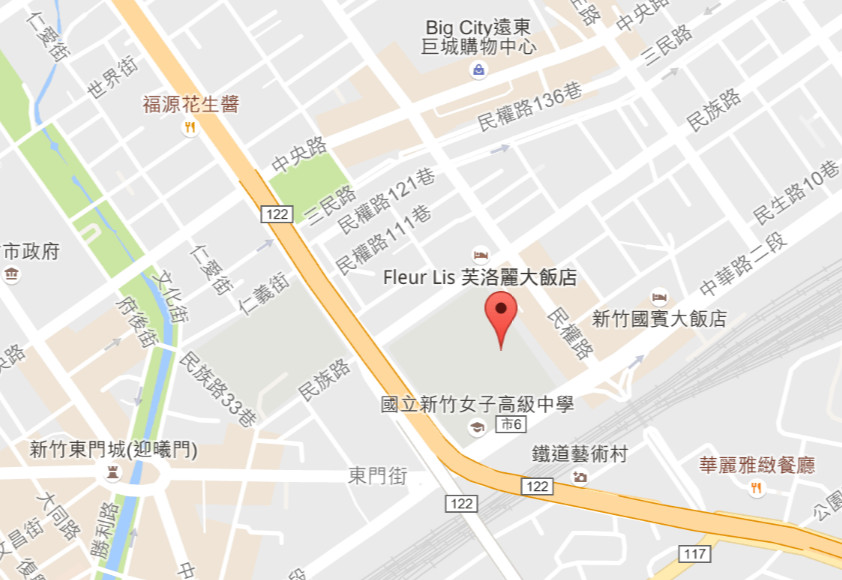 仁愛街
世界街
福源花生醬
Big City遠東
巨城購物中心
中央路
三民路
民族路
民權路136巷
中央路
122
三民路
民權路121巷
民權路111巷
民生路10巷
市政府
仁愛街
文化街
仁義街
府後街
Fleur Lis 芙洛麗大飯店
中華路二段
新竹國賓大飯店
民權路
民族路
民族路33巷
國立新竹女子高級中學
市6
新竹東門城(迎曦門)
東門街
鐵道藝術村
華麗雅緻餐廳
122
122
117
公園
大同路
勝利路
文昌街